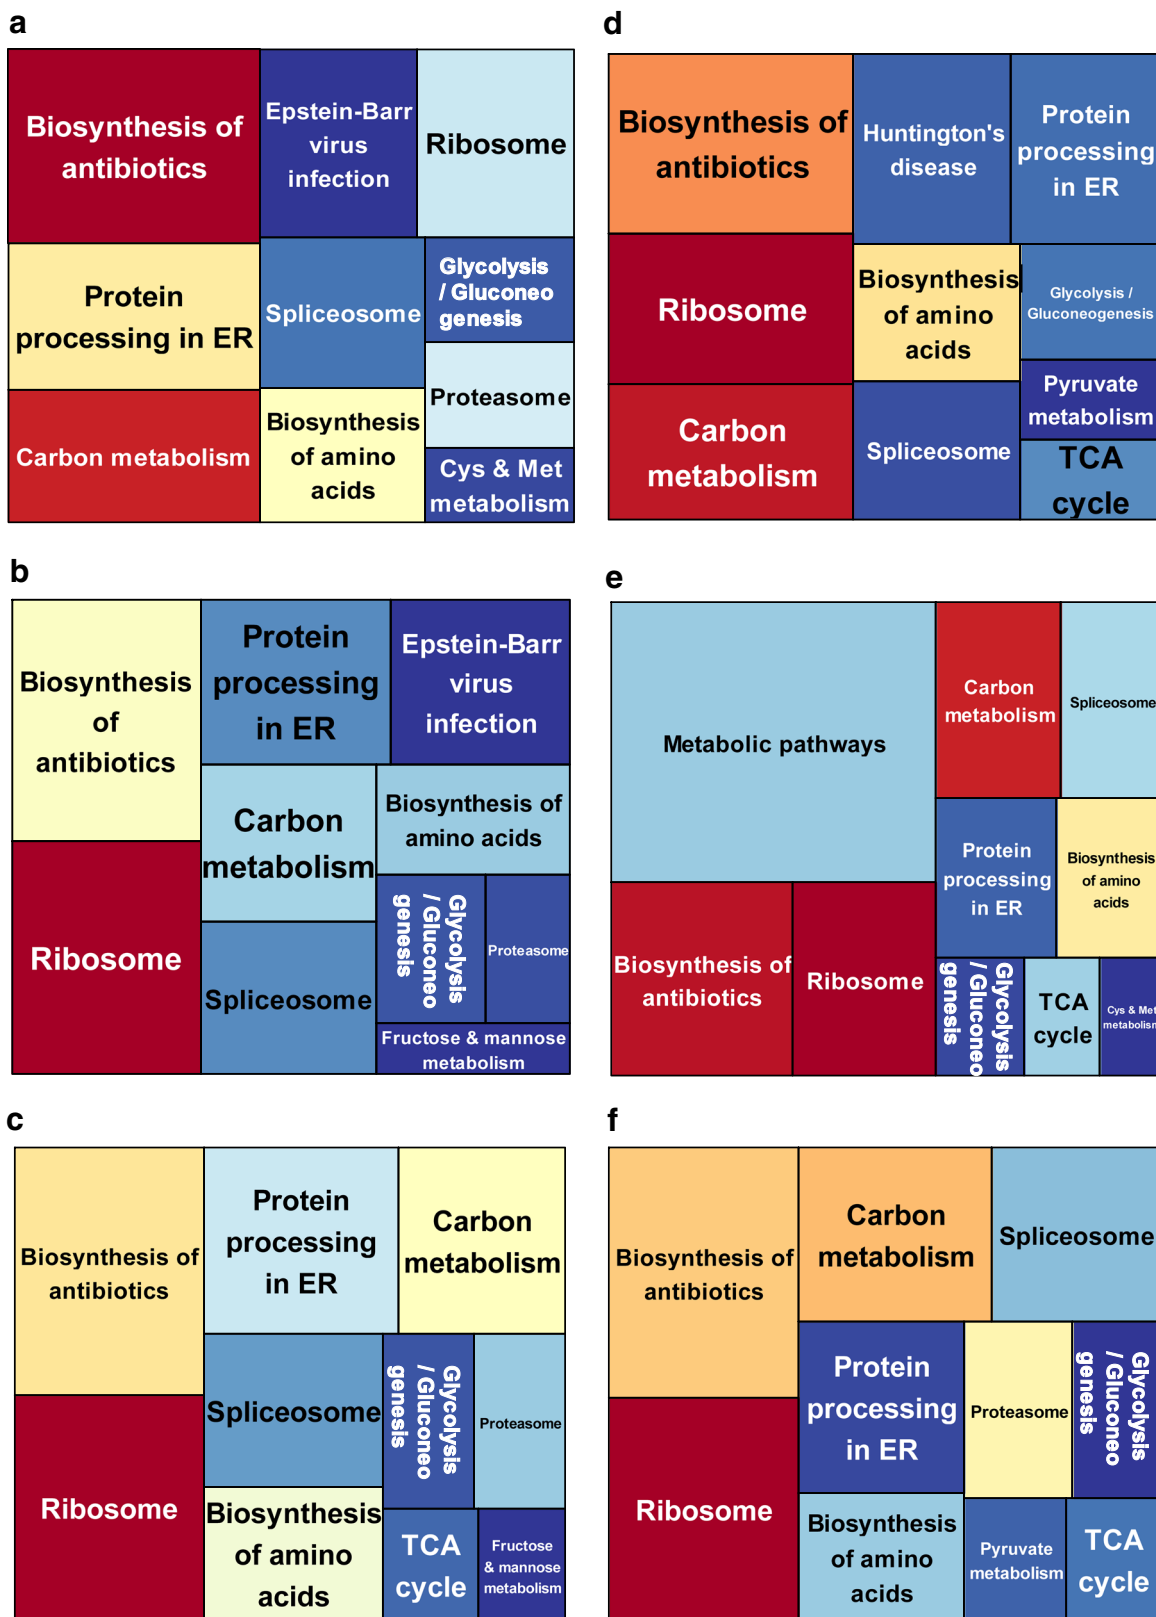 a
Biosynthesis of
antibiotics
Epstein-Barr
virus
infection
Ribosome
Protein
processing in ER
Spliceosome
Glycolysis
/ Gluconeo
genesis
Proteasome
Carbon metabolism
Biosynthesis
of amino
acids
Cys & Met
metabolism
d
Biosynthesis of
antibiotics
Huntington's
disease
Protein
processing
in ER
Ribosome
Biosynthesis
of amino
acids
Glycolysis /
Gluconeogenesis
Pyruvate
metabolism
Carbon
metabolism
Spliceosome
TCA
cycle
b
Biosynthesis
of
antibiotics
Protein
processing
in ER
Epstein-Barr
virus
infection
Carbon
metabolism
Biosynthesis of
amino acids
Ribosome
Spliceosome
Glycolysis
/ Gluconeo
genesis
Proteasome
Fructose & mannose
metabolism
e
Metabolic pathways
Carbon
metabolism
Spliceosome
Protein
processing
in ER
Biosynthesis
of amino
acids
Biosynthesis of
antibiotics
Ribosome
Glycolysis
/ Gluconeo
genesis
TCA
cycle
Cys & Met
metabolism
c
Biosynthesis of
antibiotics
Protein
processing
in ER
Carbon
metabolism
Spliceosome
Glycolysis
/ Gluconeo
genesis
Proteasome
Ribosome
Biosynthesis
of amino
acids
TCA
cycle
Fructose
& mannose
metabolism
f
Biosynthesis of
antibiotics
Carbon
metabolism
Spliceosome
Protein
processing
in ER
Proteasome
Glycolysis
/ Gluconeo
genesis
Ribosome
Biosynthesis
of amino
acids
Pyruvate
metabolism
TCA
cycle